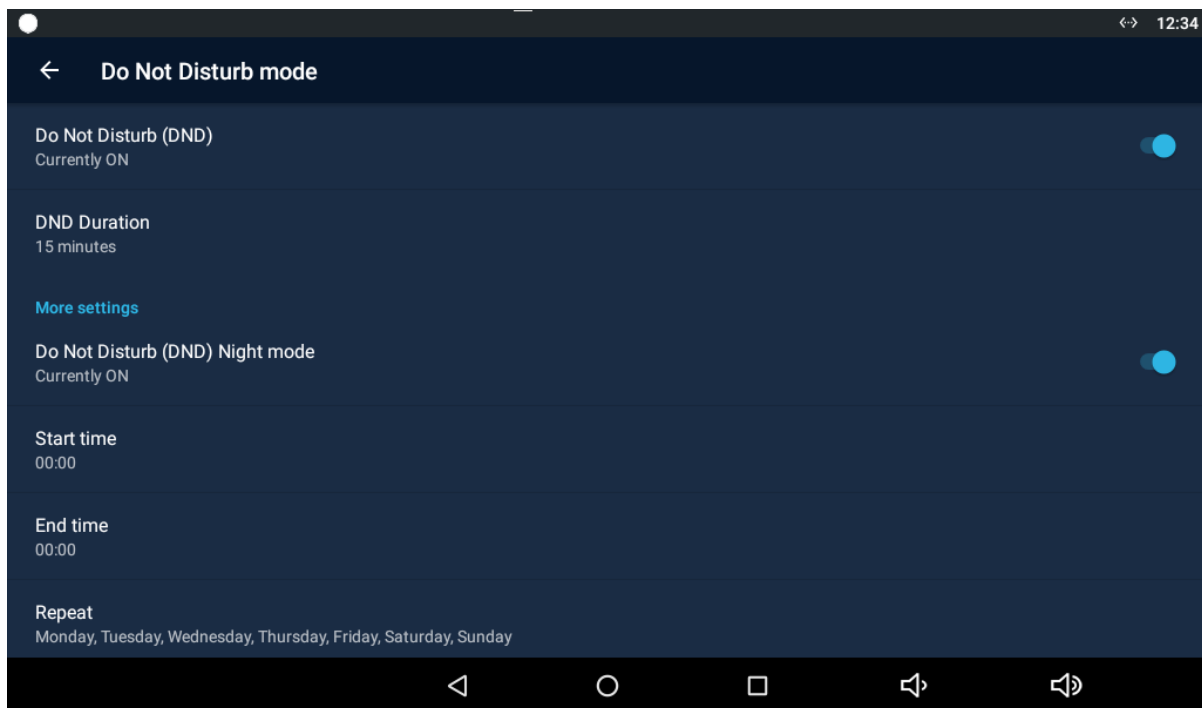 12:34
Do Not Disturb mode
Do Not Disturb (DND)
Currently ON
DND Duration
15 minutes
More settings
Do Not Disturb (DND) Night mode
Currently ON
Start time
00:00
End time
00:00
Repeat
Monday, Tuesday, Wednesday, Thursday, Friday, Saturday, Sunday